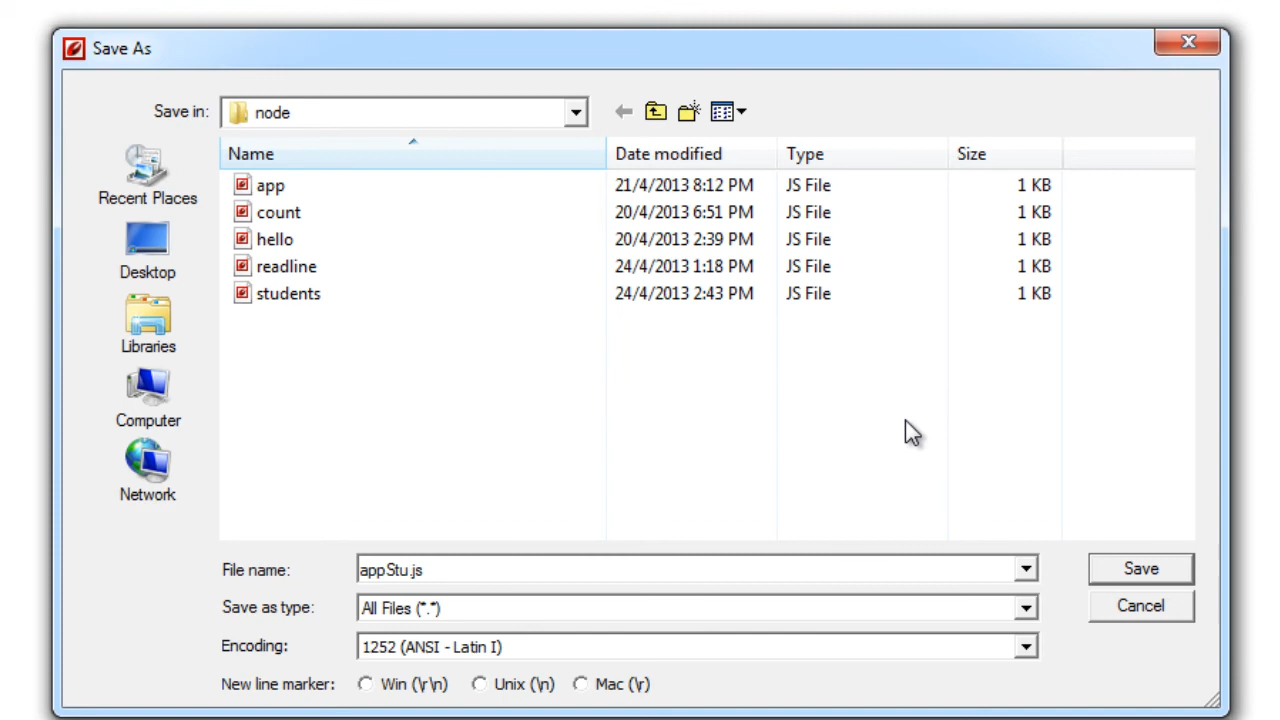 Save As
Save in: node
Name Date modified Type Size
app 21/4/2013 8:12 PM JS File 1 KB
count 20/4/2013 6:51 PM JS File 1 KB
hello 20/4/2013 2:39 PM JS File 1 KB
readline 24/4/2013 1:18 PM JS File 1 KB
students 24/4/2013 2:43 PM JS File 1 KB
Recent Places
Desktop
Libraries
Computer
Network
File name: appStu.js Save
Save as type: All Files (*.*) Cancel
Encoding: 1252 (ANSI - Latin I)
New line marker: Win (\r\n) Unix (\n) Mac (\r)